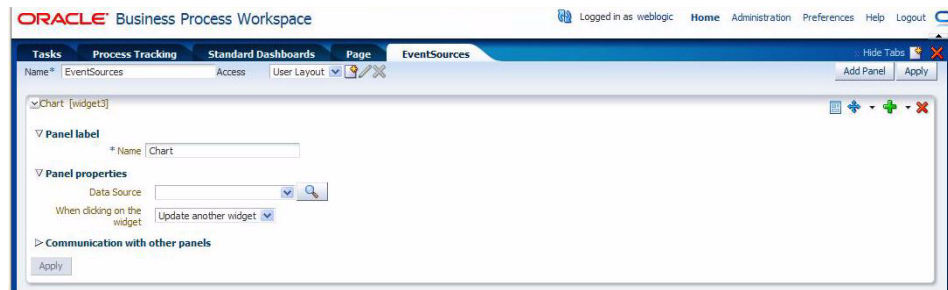 ORACLE Business Process Workspace
Logged in as weblogic Home Administration Preferences Help Logout
Tasks Process Tracking Standard Dashboards Page EventSources :: Hide Tabs
Name* EventSources Access User Layout Add Panel Apply
Chart [widget3]
Panel label
* Name Chart
Panel properties
Data Source
When clicking on the
widget Update another widget
Communication with other panels
Apply